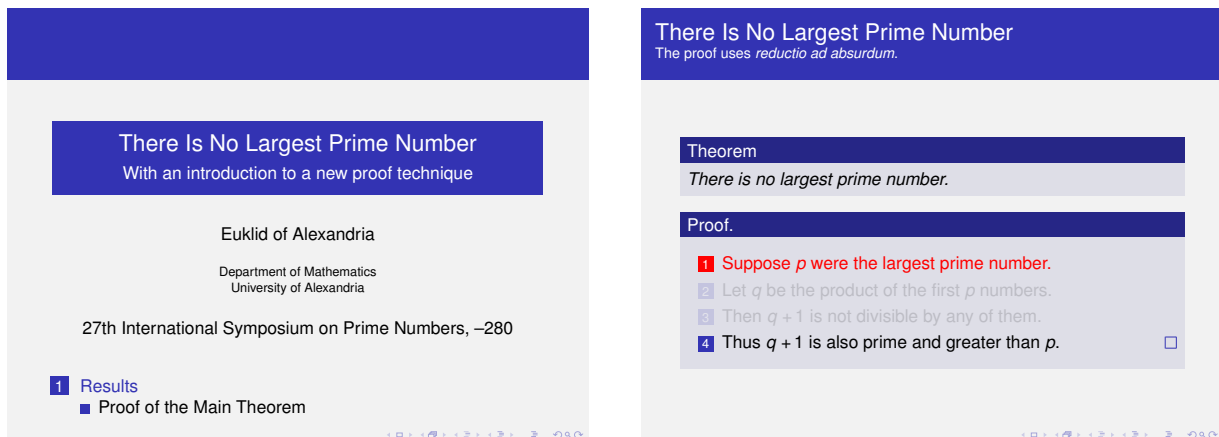 There Is No Largest Prime Number
With an introduction to a new proof technique
Euklid of Alexandria
Department of Mathematics
University of Alexandria
27th International Symposium on Prime Numbers, –280
1 Results
Proof of the Main Theorem
There Is No Largest Prime Number
The proof uses reductio ad absurdum.
Theorem
There is no largest prime number.
Proof.
1 Suppose p were the largest prime number.
2 Let q be the product of the first p numbers.
3 Then q + 1 is not divisible by any of them.
4 Thus q + 1 is also prime and greater than p. □